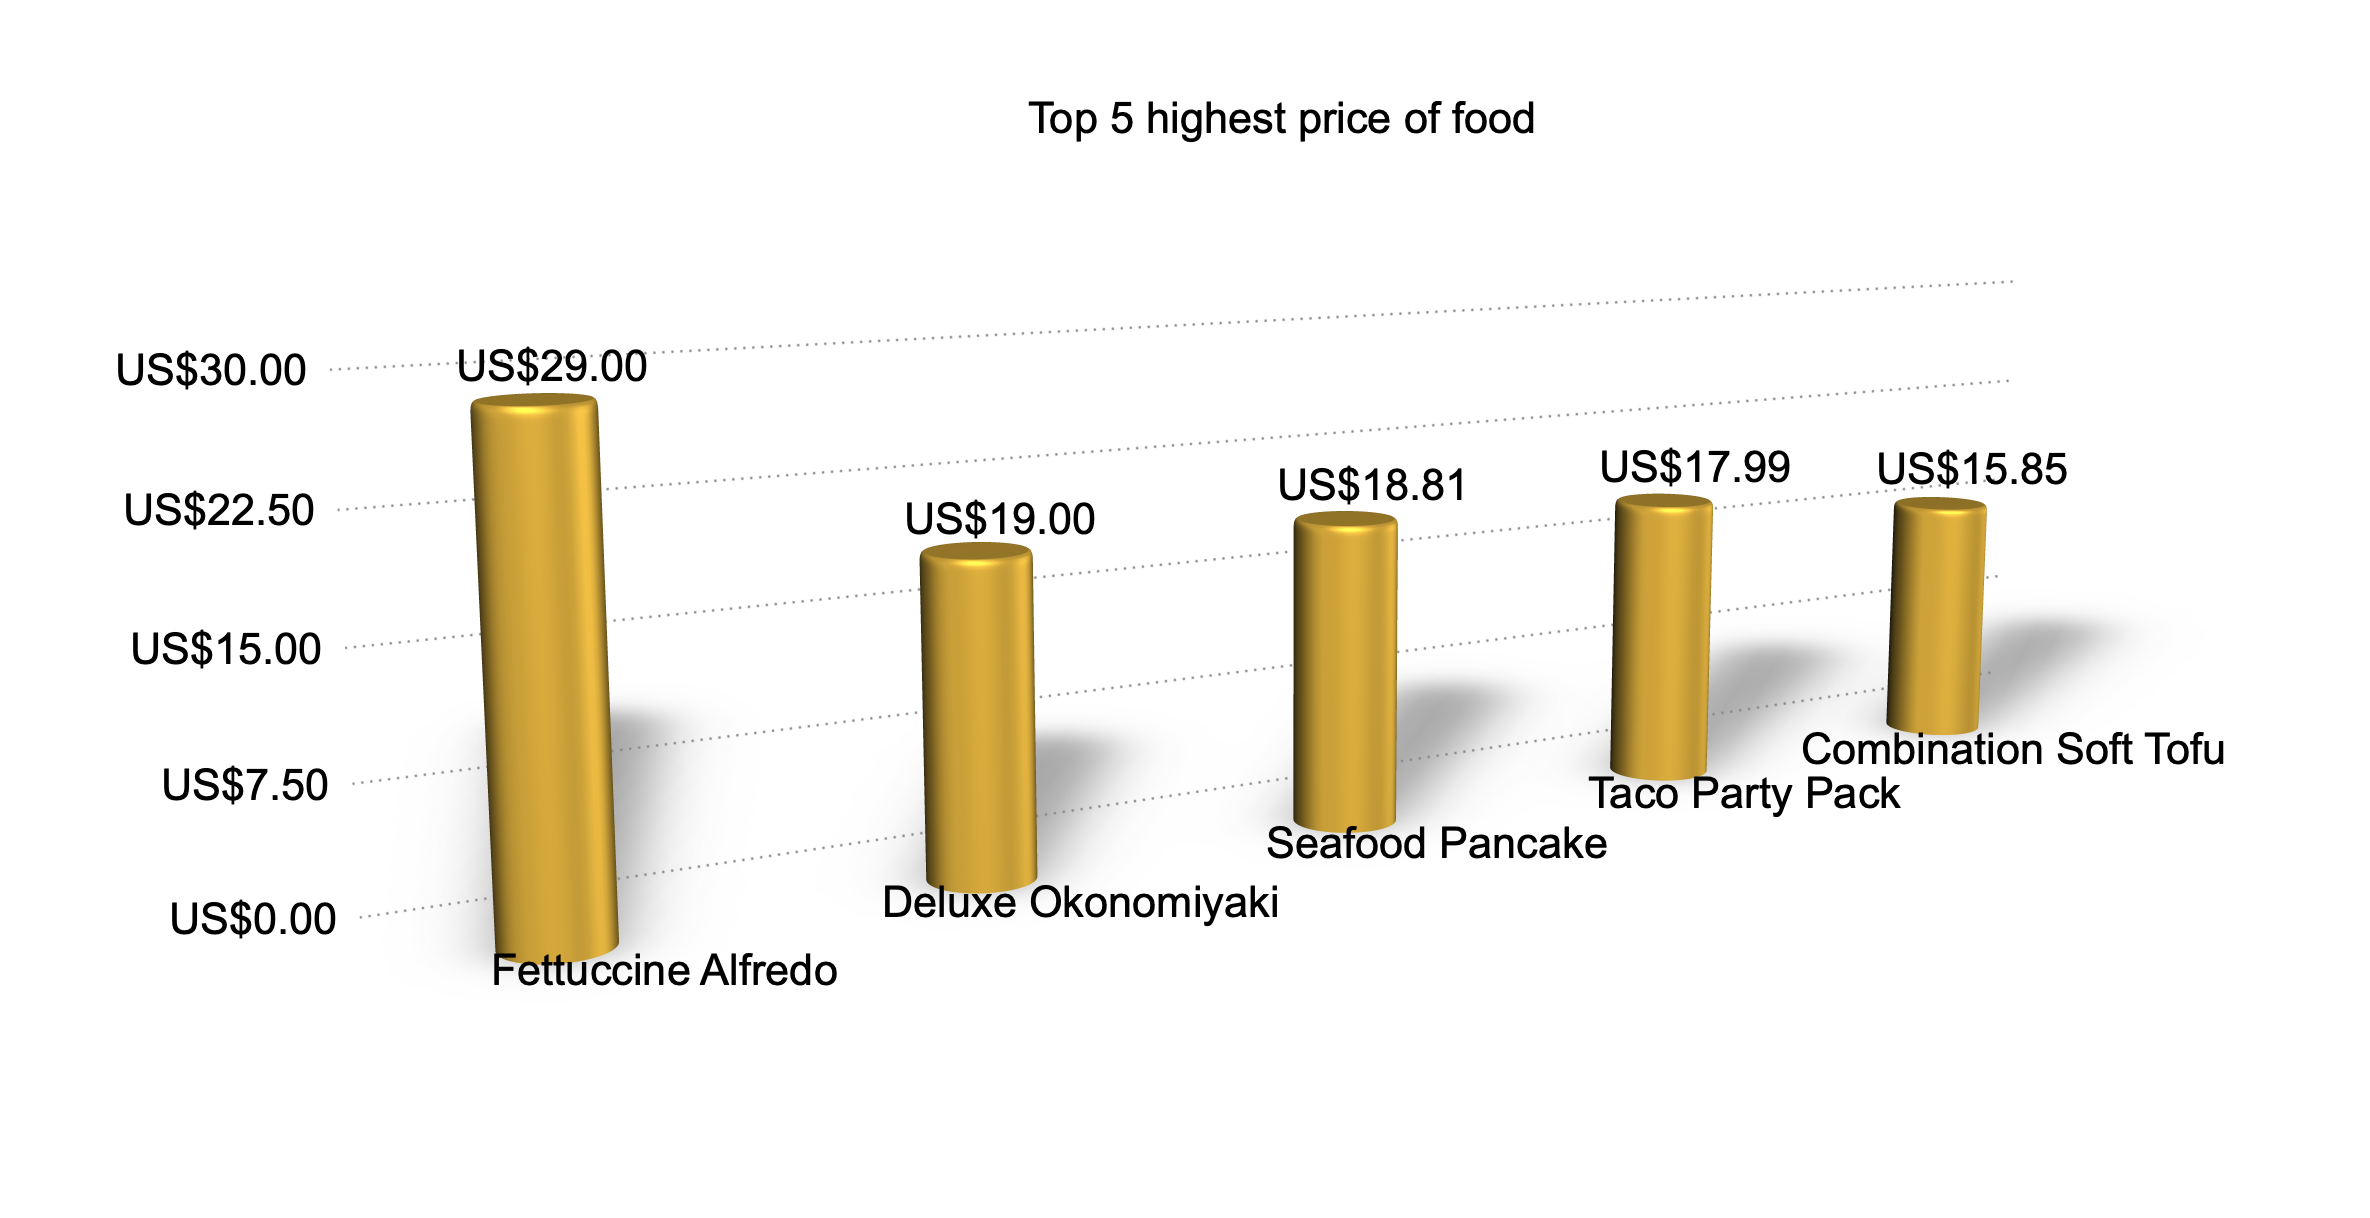 Top 5 highest price of food
US$30.00
US$22.50
US$15.00
US$7.50
US$0.00
US$29.00
US$19.00
US$18.81
US$17.99
US$15.85
Fettuccine Alfredo
Deluxe Okonomiyaki
Seafood Pancake
Taco Party Pack
Combination Soft Tofu